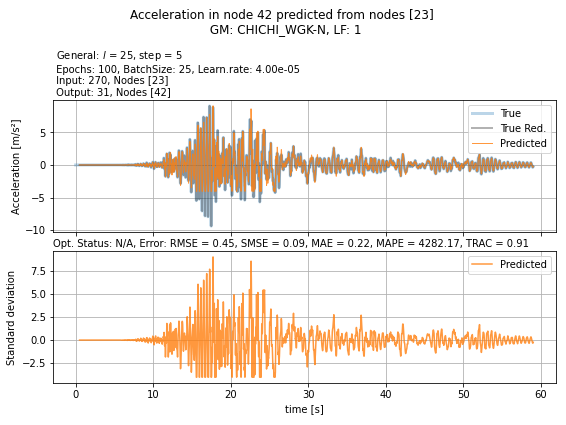 Acceleration in node 42 predicted from nodes [23]
GM: CHICHI_WGK-N, LF: 1
General: l = 25, step = 5
Epochs: 100, BatchSize: 25, Learn.rate: 4.00e-05
Input: 270, Nodes [23]
Output: 31, Nodes [42]
Acceleration [m/s²]
5
0
−5
−10
True
True Red.
Predicted
Opt. Status: N/A, Error: RMSE = 0.45, SMSE = 0.09, MAE = 0.22, MAPE = 4282.17, TRAC = 0.91
Standard deviation
7.5
5.0
2.5
0.0
−2.5
Predicted
0 10 20 30 40 50 60
time [s]